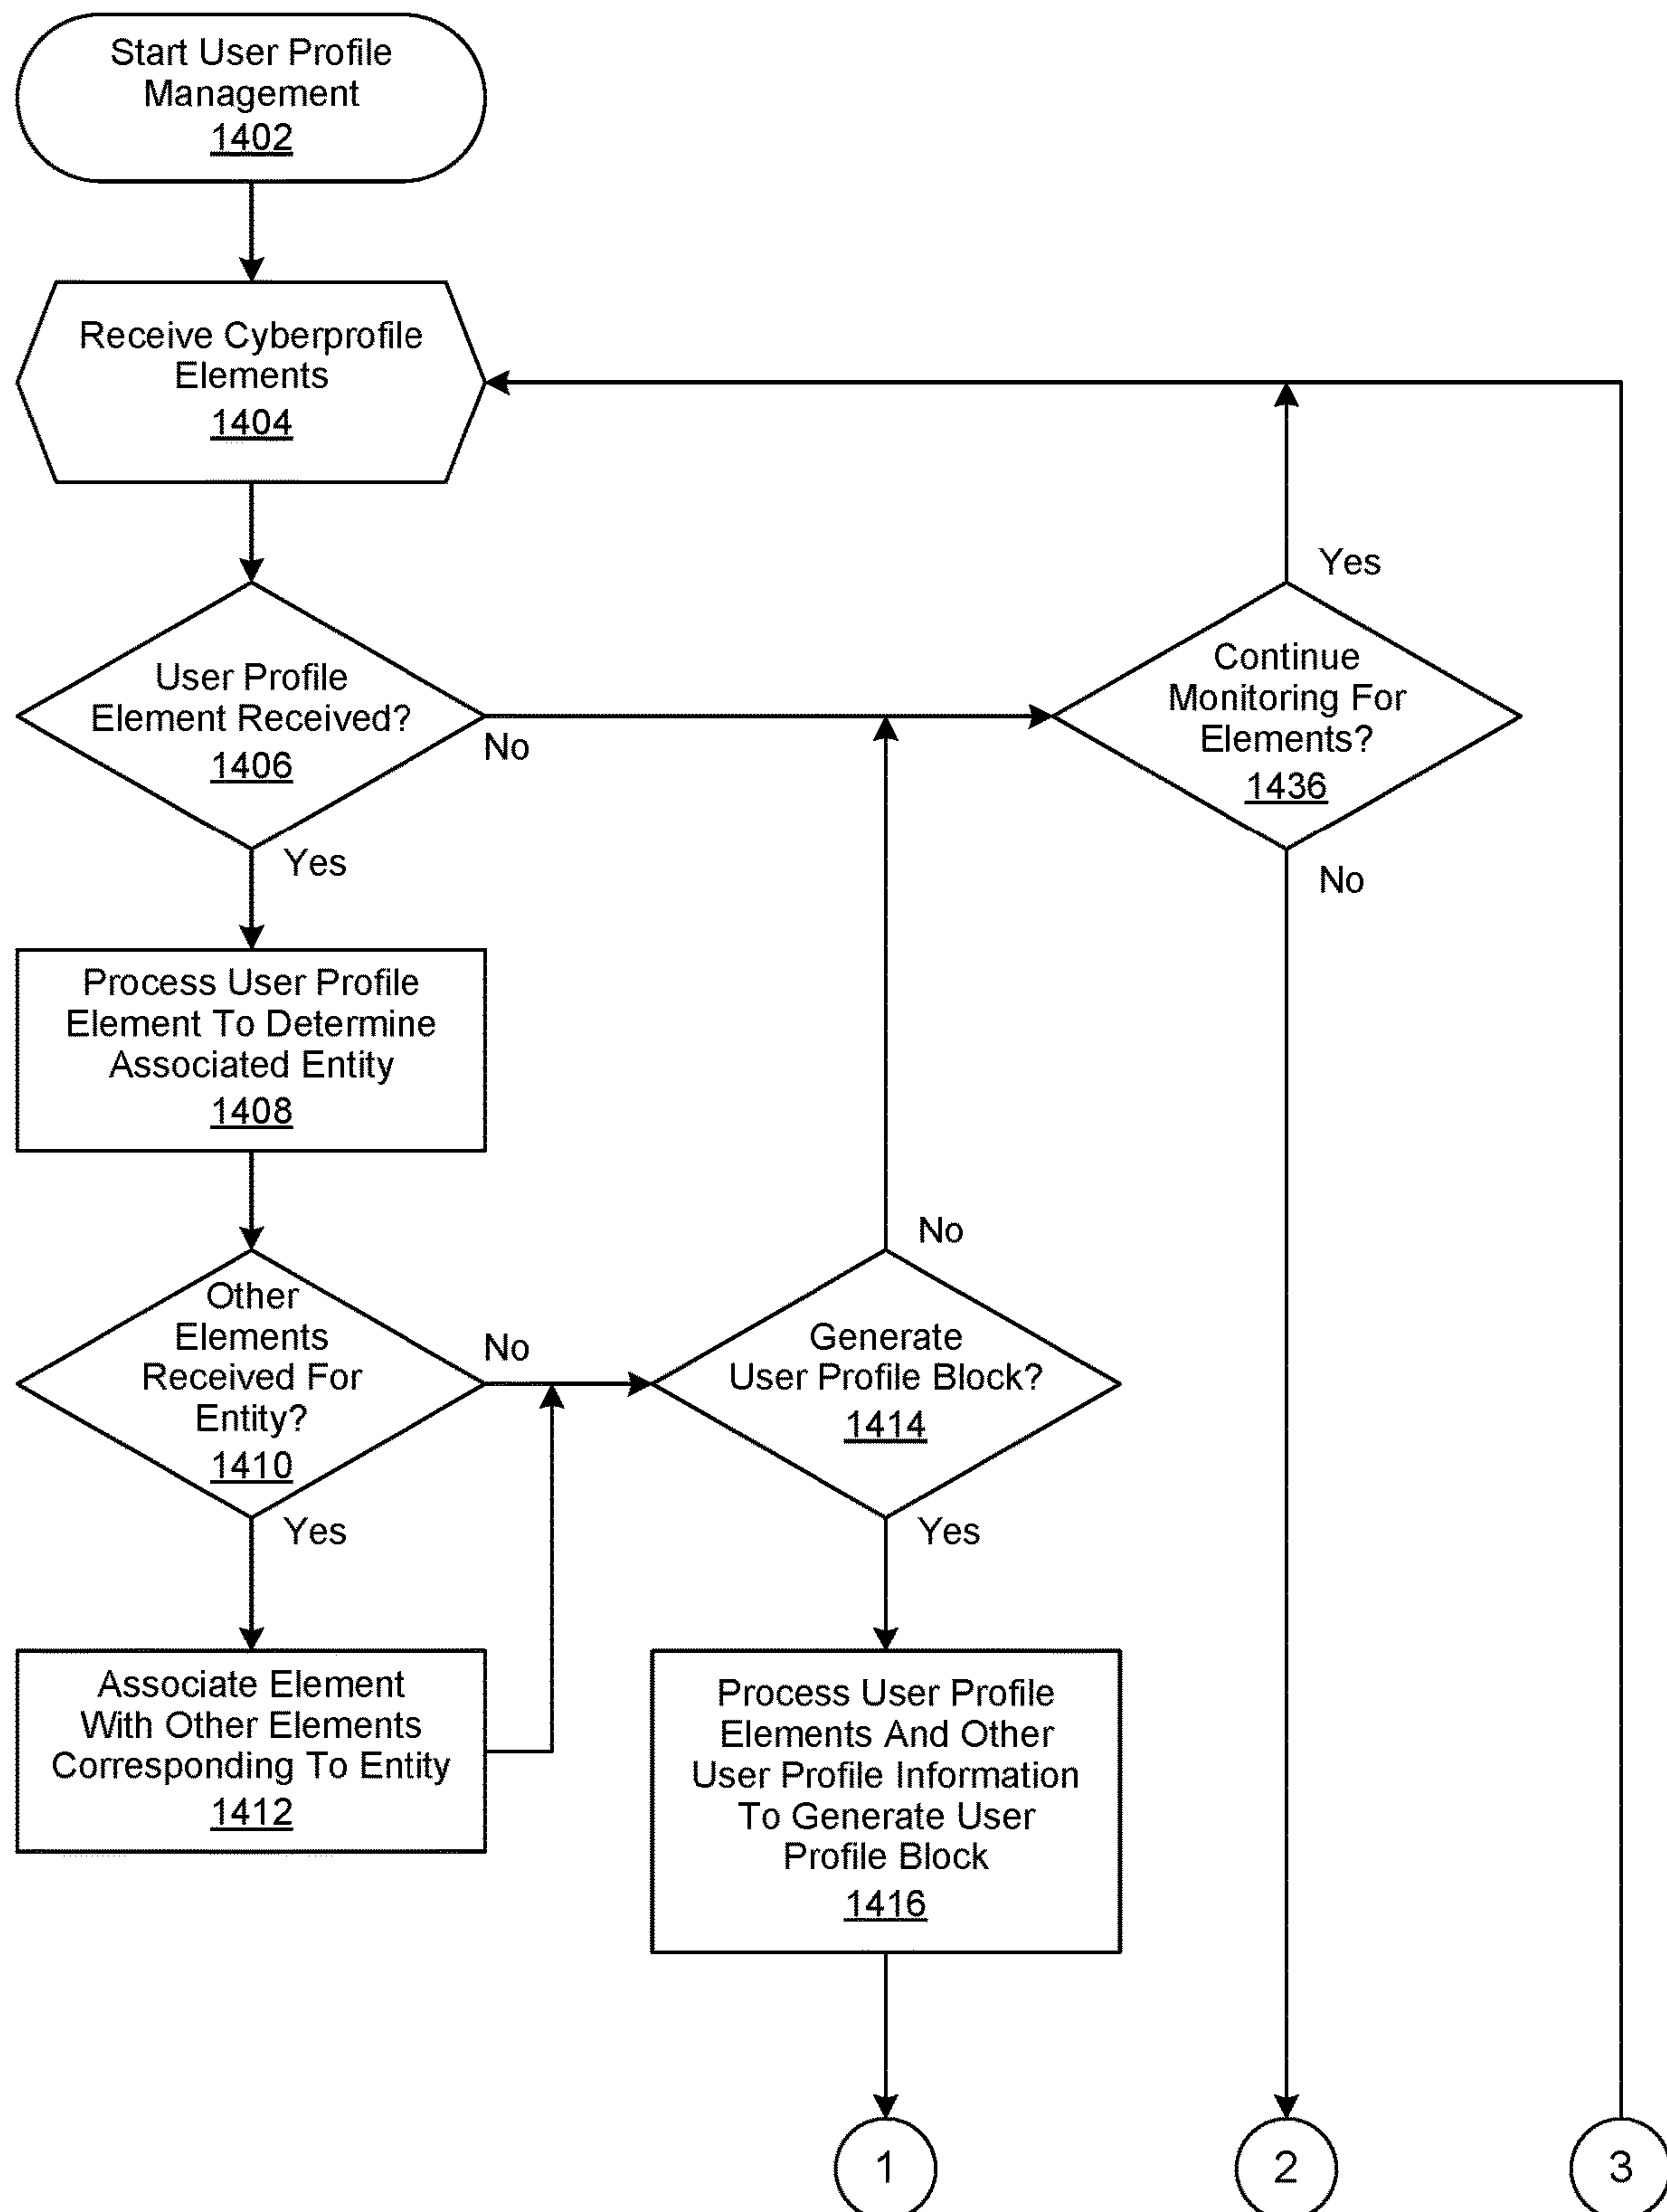 Start User Profile
Management
1402
Receive Cyberprofile
Elements
1404
User Profile
Element Received?
1406
No
Yes
Continue
Monitoring For
Elements?
1436
Yes
No
Process User Profile
Element To Determine
Associated Entity
1408
Other
Elements
Received For
Entity?
1410
No
Yes
Generate
User Profile Block?
1414
No
Yes
Associate Element
With Other Elements
Corresponding To Entity
1412
Process User Profile
Elements And Other
User Profile Information
To Generate User
Profile Block
1416
1
2
3